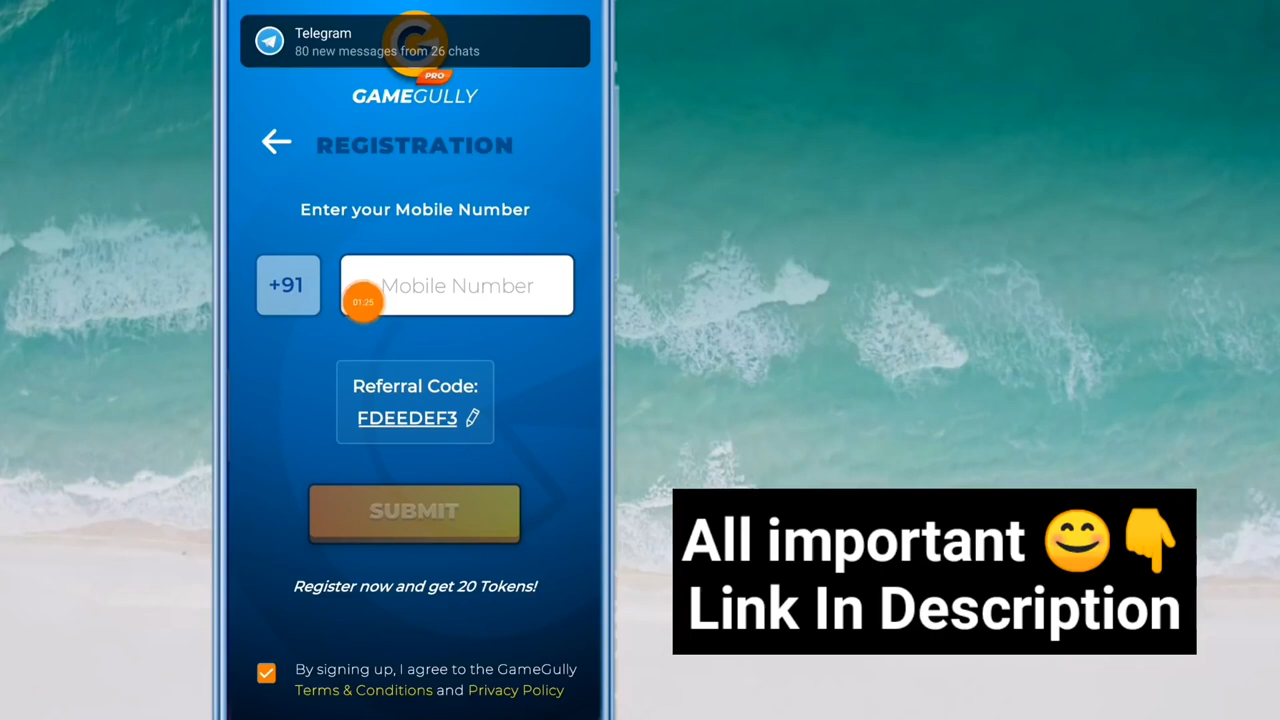 Telegram
80 new messages from 26 chats
PRO
GAMEGULLY
REGISTRATION
Enter your Mobile Number
+91
Mobile Number
01:25
Referral Code:
FDEEDEF3
SUBMIT
Register now and get 20 Tokens!
By signing up, I agree to the GameGully
Terms & Conditions and Privacy Policy
All important 😊👇
Link In Description